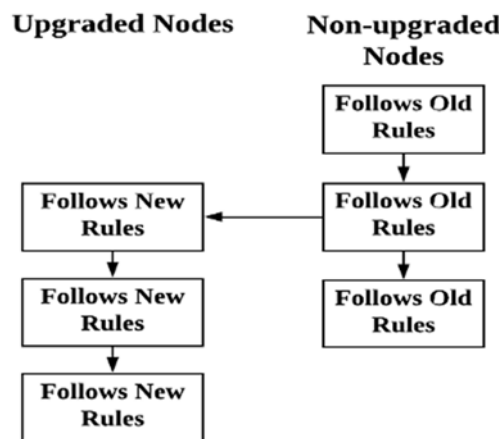 Upgraded Nodes
Non-upgraded
Nodes
Follows Old
Rules
Follows New
Rules
Follows Old
Rules
Follows New
Rules
Follows Old
Rules
Follows New
Rules